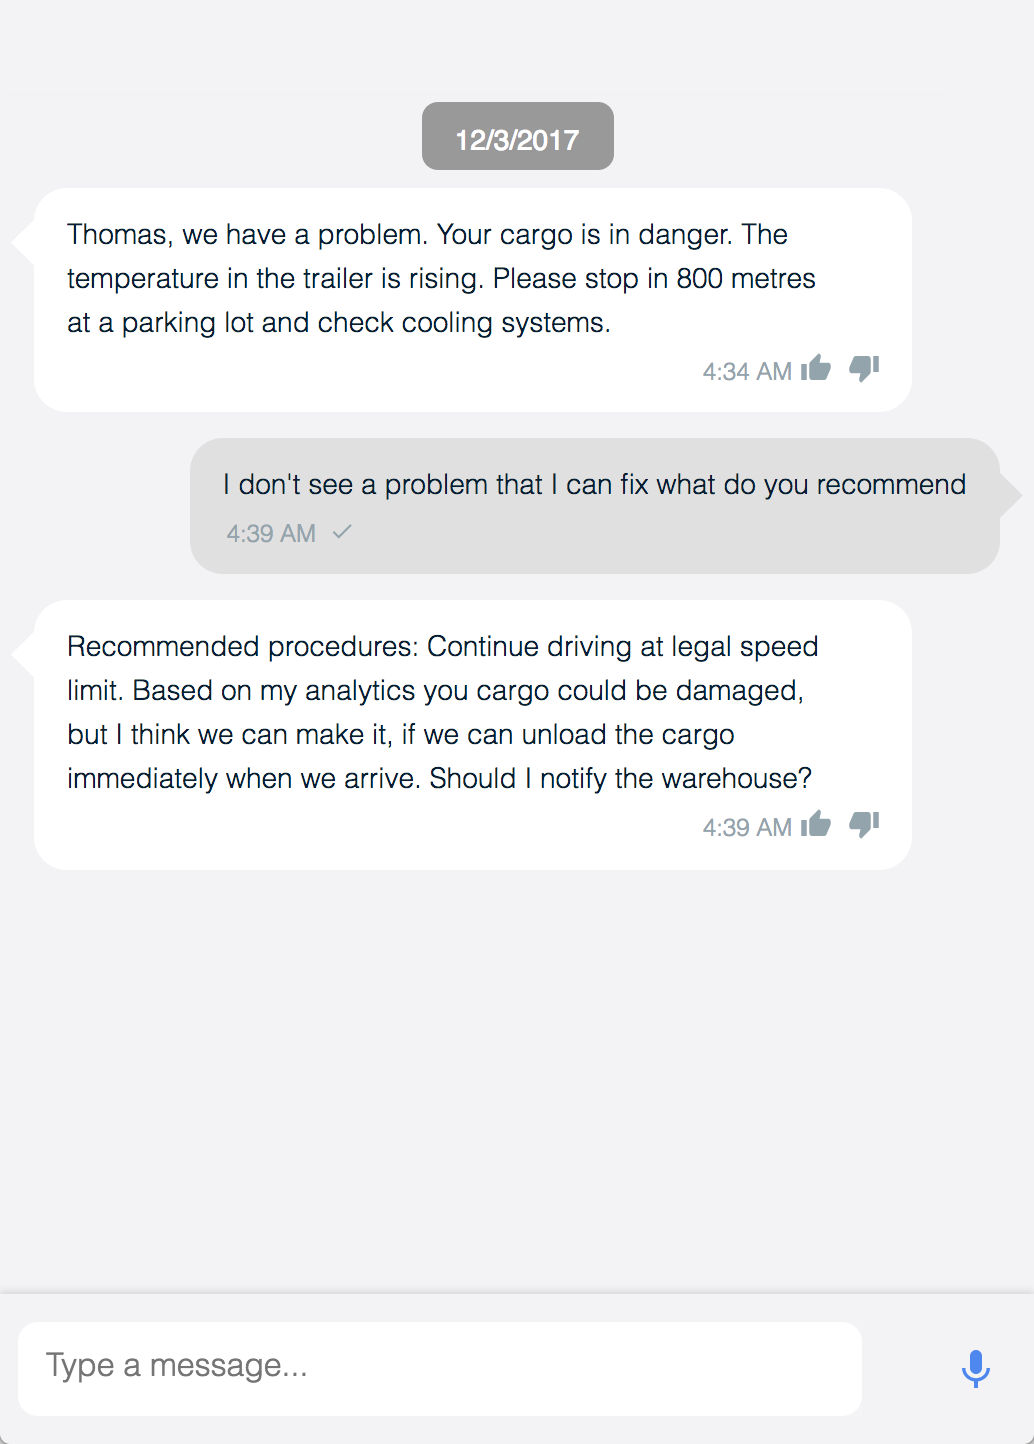 12/3/2017
Thomas, we have a problem. Your cargo is in danger. The
temperature in the trailer is rising. Please stop in 800 metres
at a parking lot and check cooling systems.
4:34 AM
I don't see a problem that I can fix what do you recommend
4:39 AM
Recommended procedures: Continue driving at legal speed
limit. Based on my analytics you cargo could be damaged,
but I think we can make it, if we can unload the cargo
immediately when we arrive. Should I notify the warehouse?
4:39 AM
Type a message...